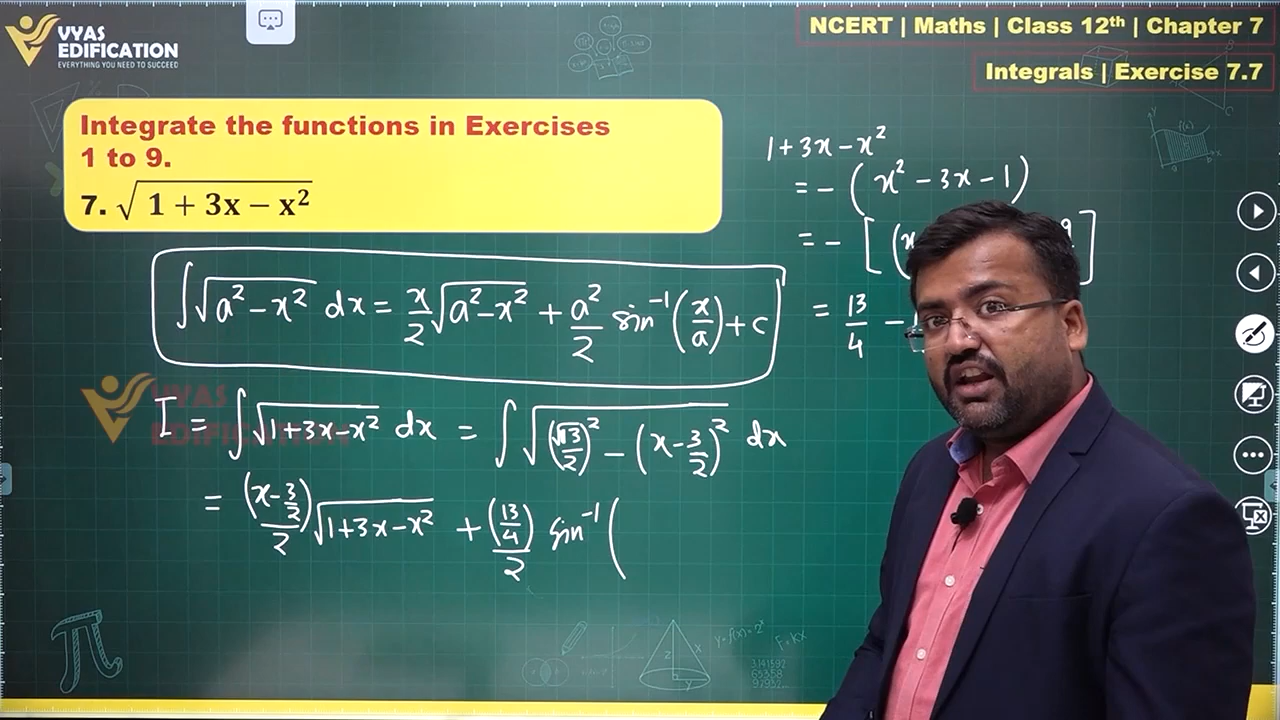 VYAS
EDIFICATION
EVERYTHING YOU NEED TO SUCCEED
NCERT | Maths | Class 12th | Chapter 7
Integrals | Exercise 7.7
Integrate the functions in Exercises
1 to 9.
7. √(1 + 3x − x²)
1+3x−x²
= − (x² − 3x − 1)
= − [(x
= 13/4 −
∫√(a²−x²) dx = x/2 √(a²−x²) + a²/2 sin⁻¹(x/a) + c
VYAS
EDIFICATION
I = ∫√(1+3x−x²) dx = ∫√((√13/2)² − (x−3/2)²) dx
= (x−3/2)/2 √(1+3x−x²) + (13/4)/2 sin⁻¹(